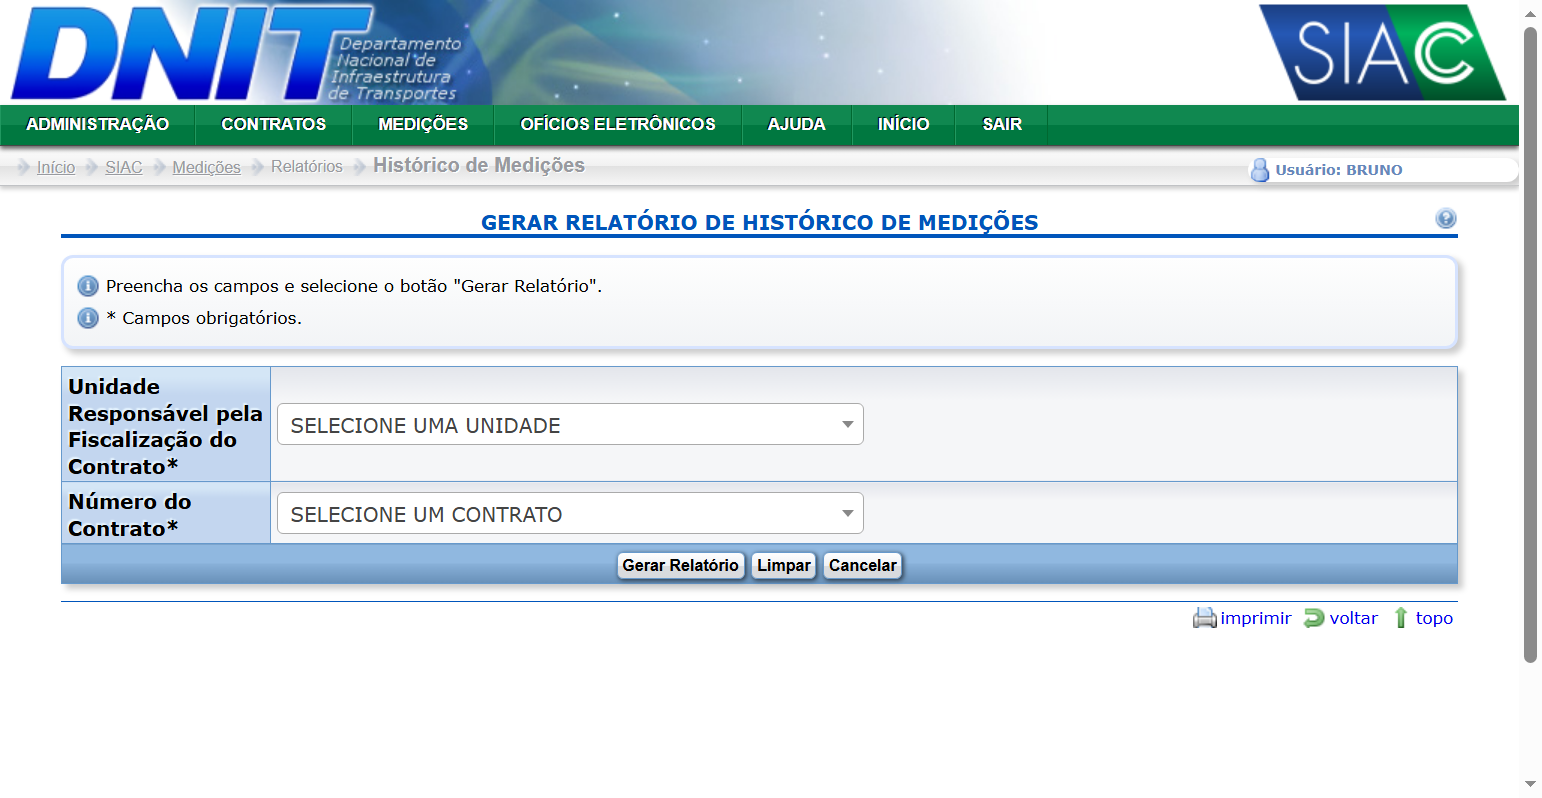 DNIT
Departamento
Nacional de
Infraestrutura
de Transportes
SIAC
ADMINISTRAÇÃO CONTRATOS MEDIÇÕES OFÍCIOS ELETRÔNICOS AJUDA INÍCIO SAIR
Início SIAC Medições Relatórios Histórico de Medições
Usuário: BRUNO
GERAR RELATÓRIO DE HISTÓRICO DE MEDIÇÕES
Preencha os campos e selecione o botão "Gerar Relatório".
* Campos obrigatórios.
Unidade
Responsável pela
Fiscalização do
Contrato*
SELECIONE UMA UNIDADE
Número do
Contrato*
SELECIONE UM CONTRATO
Gerar Relatório Limpar Cancelar
imprimir voltar topo